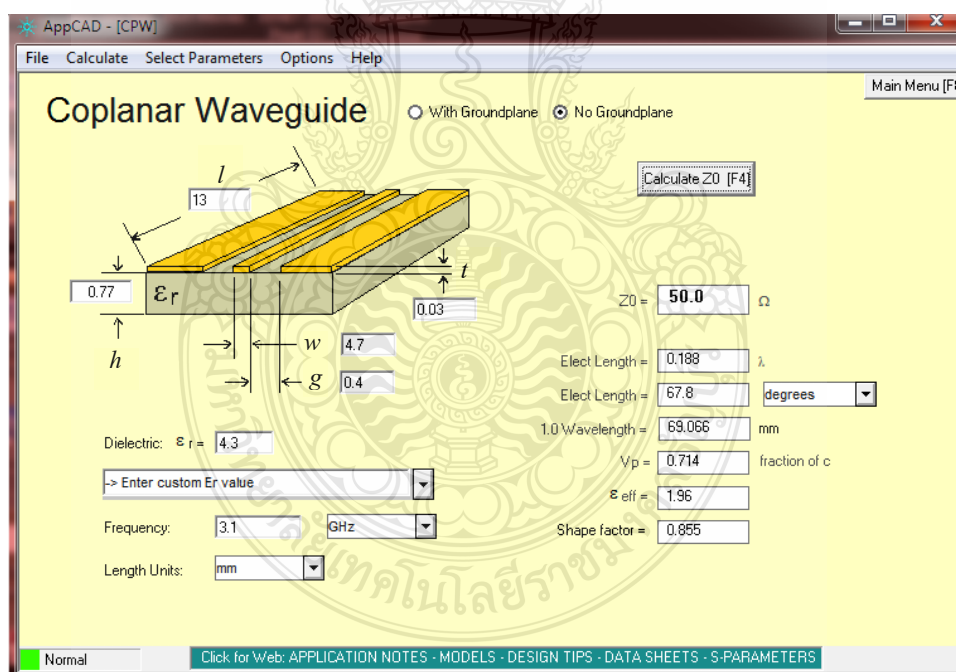 AppCAD - [CPW]
File Calculate Select Parameters Options Help
Main Menu [F8
Coplanar Waveguide
With Groundplane No Groundplane
Calculate Z0 [F4]
l
13
0.77
εr
t
0.03
h
w 4.7
g 0.4
Z0 = 50.0 Ω
Elect Length = 0.188 λ
Elect Length = 67.8 degrees
1.0 Wavelength = 69.066 mm
Vp = 0.714 fraction of c
ε eff = 1.96
Shape factor = 0.855
Dielectric: ε r = 4.3
-> Enter custom Er value
Frequency: 3.1 GHz
Length Units: mm
Normal
Click for Web: APPLICATION NOTES - MODELS - DESIGN TIPS - DATA SHEETS - S-PARAMETERS